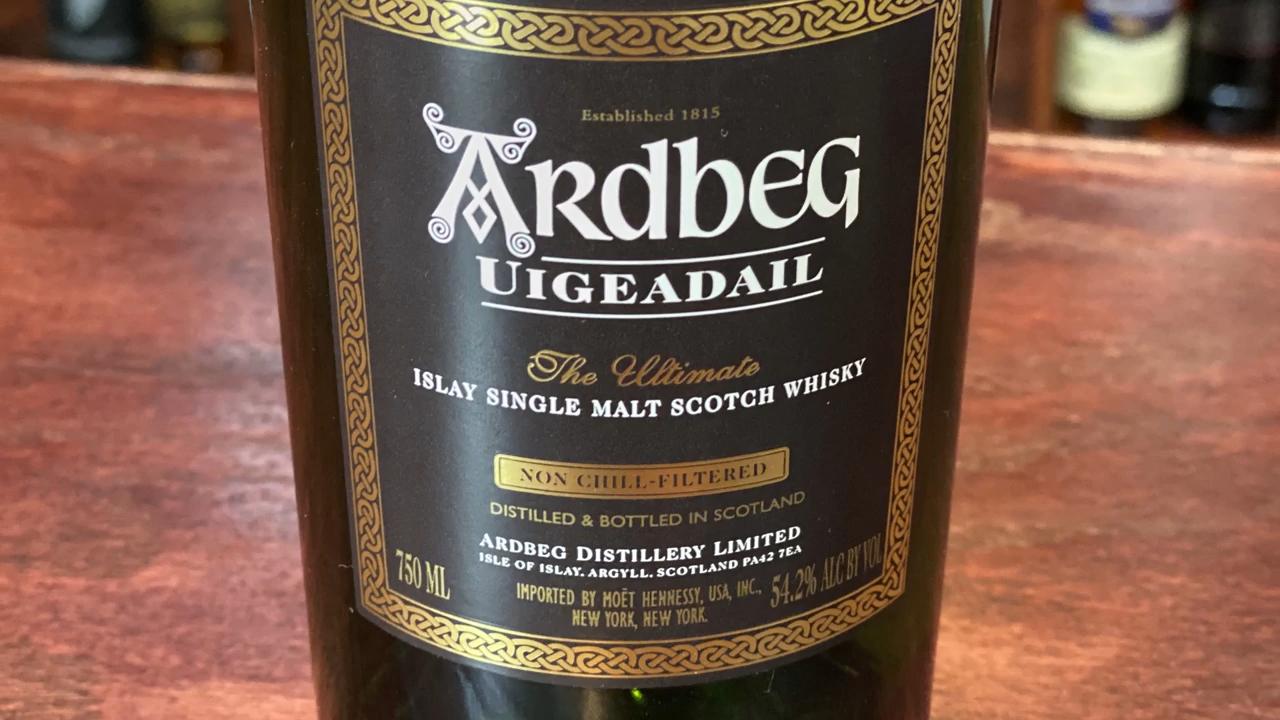 Established 1815
ARdbEG
UIGEADAIL
The Ultimate
ISLAY SINGLE MALT SCOTCH WHISKY
NON CHILL-FILTERED
DISTILLED & BOTTLED IN SCOTLAND
ARDBEG DISTILLERY LIMITED
ISLE OF ISLAY. ARGYLL. SCOTLAND PA42 7EA
750 ML
IMPORTED BY MOËT HENNESSY, USA, INC.,
NEW YORK, NEW YORK.
54.2% ALC BY VOL